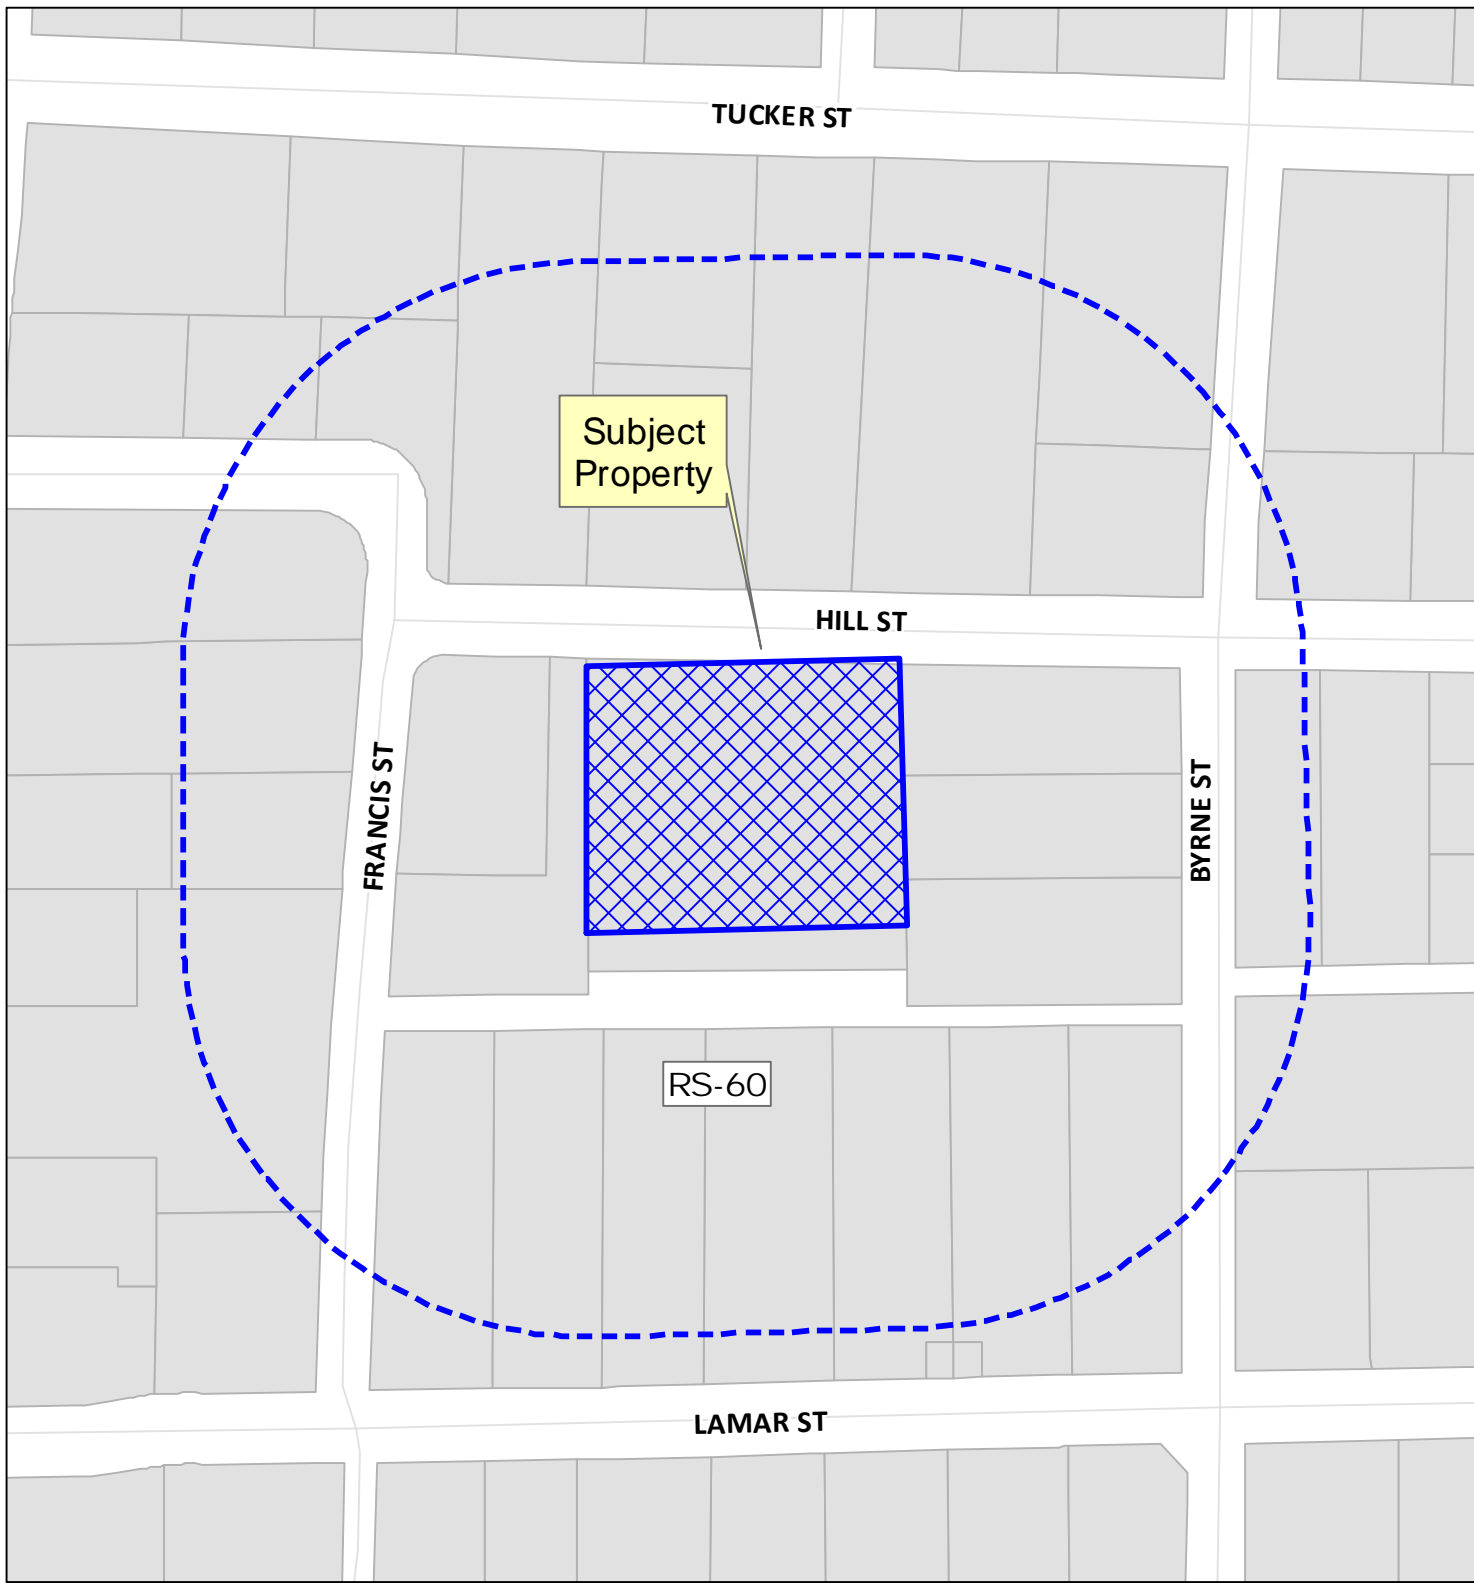 TUCKER ST
Subject
Property
HILL ST
FRANCIS ST
BYRNE ST
RS-60
LAMAR ST